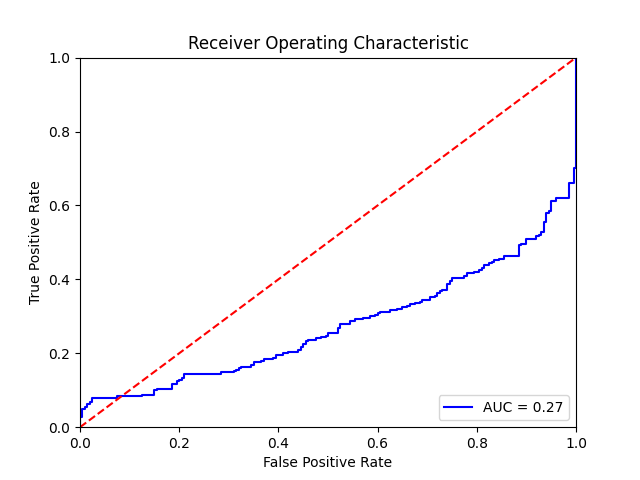 Receiver Operating Characteristic
1.0
0.8
0.6
0.4
0.2
0.0
True Positive Rate
AUC = 0.27
0.0 0.2 0.4 0.6 0.8 1.0
False Positive Rate